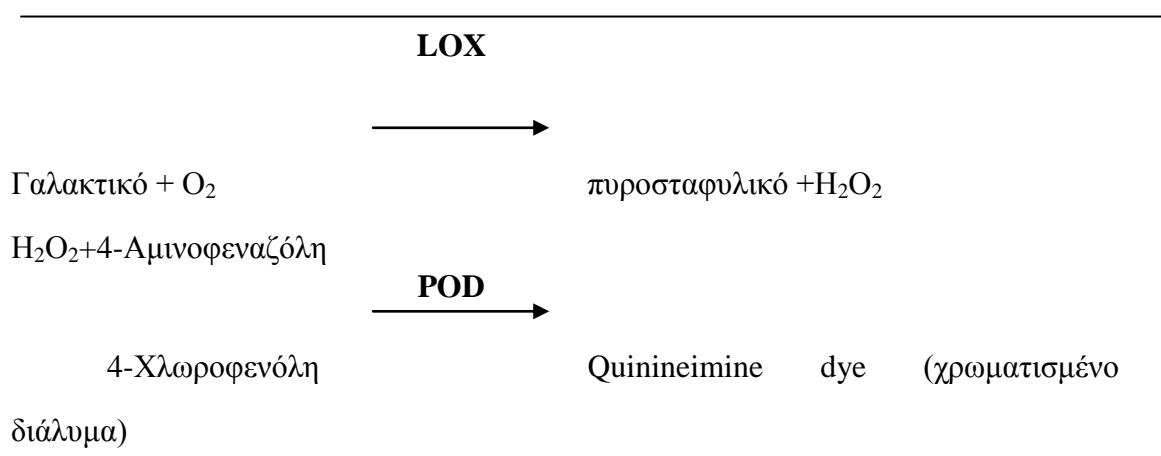 LOX
Γαλακτικό + O₂ πυροσταφυλικό +H₂O₂
H₂O₂+4-Αμινοφεναζόλη
POD
4-Χλωροφενόλη Quinineimine dye (χρωματισμένο
διάλυμα)